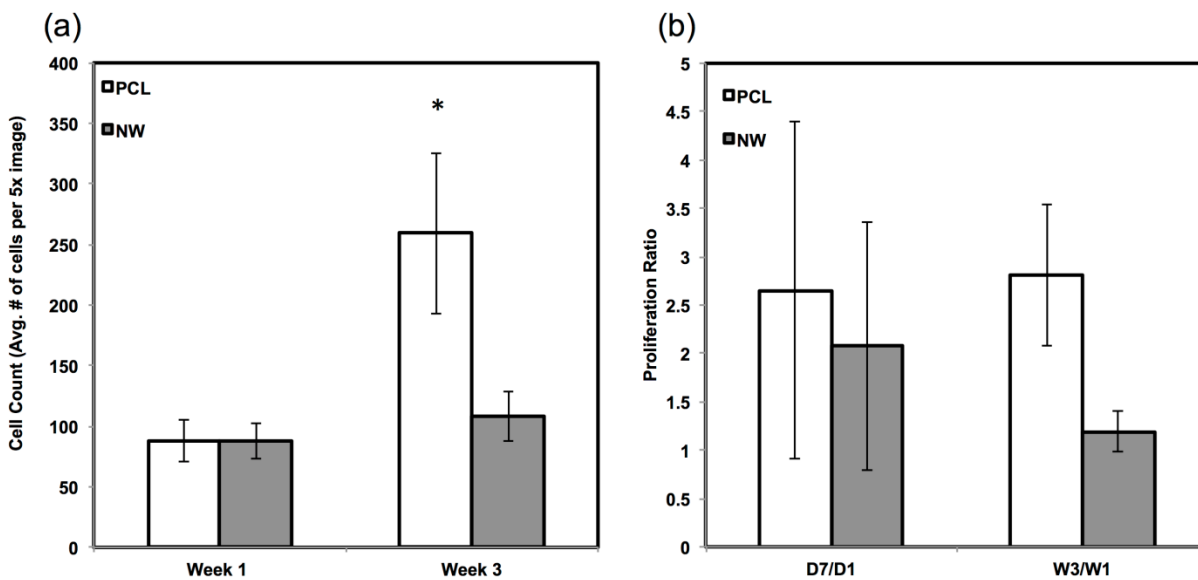 (a)
Cell Count (Avg. # of cells per 5x image)
400
350
300
250
200
150
100
50
0
PCL
NW
*
Week 1
Week 3
(b)
Proliferation Ratio
5
4.5
4
3.5
3
2.5
2
1.5
1
0.5
0
PCL
NW
D7/D1
W3/W1